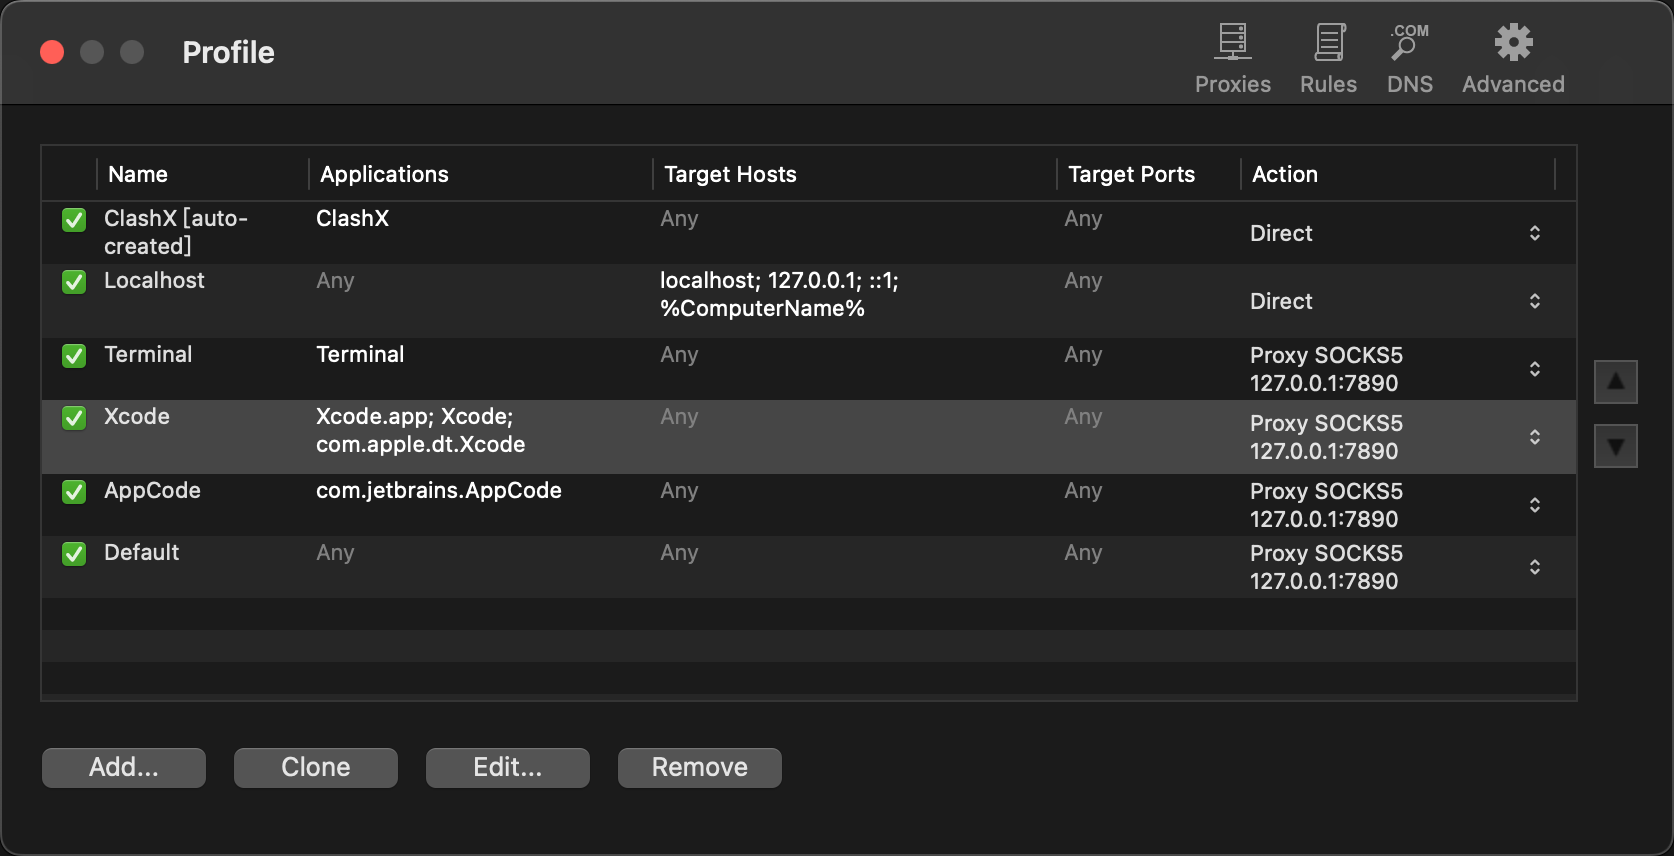 Profile
.COM
Proxies Rules DNS Advanced
Name Applications Target Hosts Target Ports Action
ClashX [auto-
created] ClashX Any Any Direct
Localhost Any localhost; 127.0.0.1; ::1;
%ComputerName% Any Direct
Terminal Terminal Any Any Proxy SOCKS5
127.0.0.1:7890
Xcode Xcode.app; Xcode;
com.apple.dt.Xcode Any Any Proxy SOCKS5
127.0.0.1:7890
AppCode com.jetbrains.AppCode Any Any Proxy SOCKS5
127.0.0.1:7890
Default Any Any Any Proxy SOCKS5
127.0.0.1:7890
Add... Clone Edit... Remove